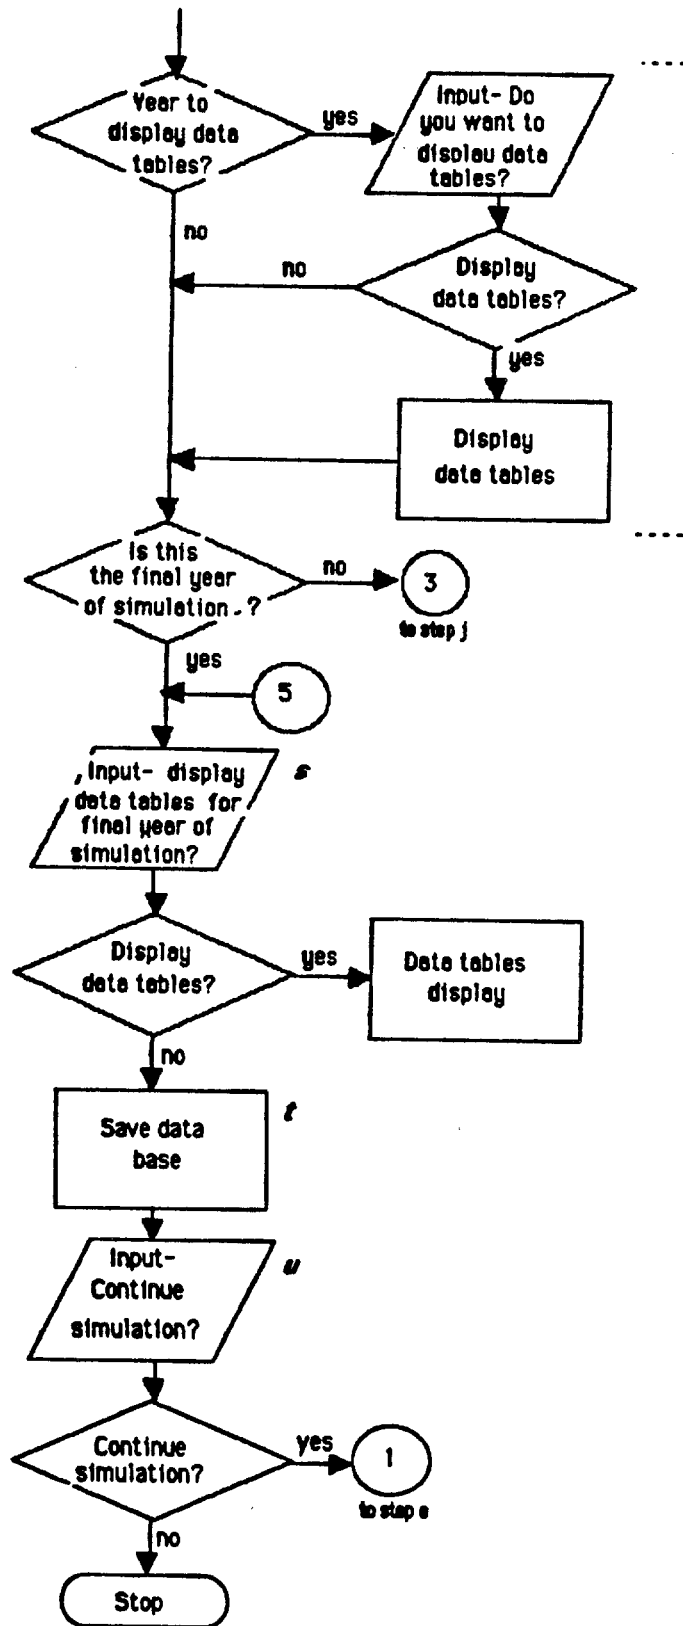 Year to
display data
tables?
yes
Input- Do
you want to
display data
tables?
no
no
Display
data tables?
yes
Display
data tables
Is this
the final year
of simulation . ?
no
3
to step j
yes
5
, Input- display
data tables for
final year of
simulation?
s
Display
data tables?
yes
Data tables
display
no
Save data
base
t
Input-
Continue
simulation?
u
Continue
simulation?
yes
1
to step e
no
Stop